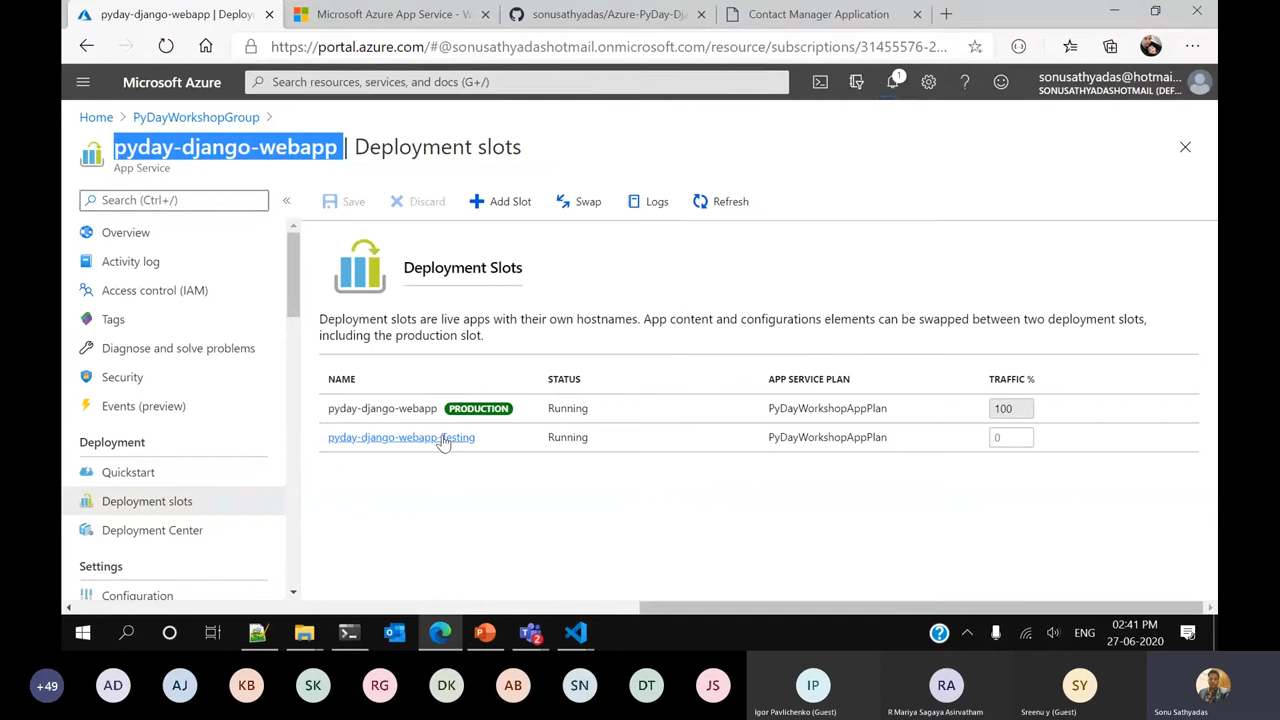 pyday-django-webapp | Deploy
Microsoft Azure App Service - V
sonusathyadas/Azure-PyDay-Dj
Contact Manager Application
https://portal.azure.com/#@sonusathyadashotmail.onmicrosoft.com/resource/subscriptions/31455576-2...
Microsoft Azure
Search resources, services, and docs (G+/)
1
sonusathyadas@hotmai...
SONUSATHYADASHOTMAIL (DEF...
Home > PyDayWorkshopGroup >
pyday-django-webapp | Deployment slots
App Service
Search (Ctrl+/)
Save
Discard
Add Slot
Swap
Logs
Refresh
Overview
Activity log
Access control (IAM)
Tags
Diagnose and solve problems
Security
Events (preview)
Deployment
Quickstart
Deployment slots
Deployment Center
Settings
Configuration
Deployment Slots
Deployment slots are live apps with their own hostnames. App content and configurations elements can be swapped between two deployment slots,
including the production slot.
NAME STATUS APP SERVICE PLAN TRAFFIC %
pyday-django-webapp PRODUCTION Running PyDayWorkshopAppPlan 100
pyday-django-webapp-testing Running PyDayWorkshopAppPlan 0
2
ENG
02:41 PM
27-06-2020
+49
AD
AJ
KB
SK
RG
DK
AB
SN
DT
JS
IP
RA
SY
Igor Pavlichenko (Guest)
R Mariya Sagaya Asirvatham
Sreenu y (Guest)
Sonu Sathyadas